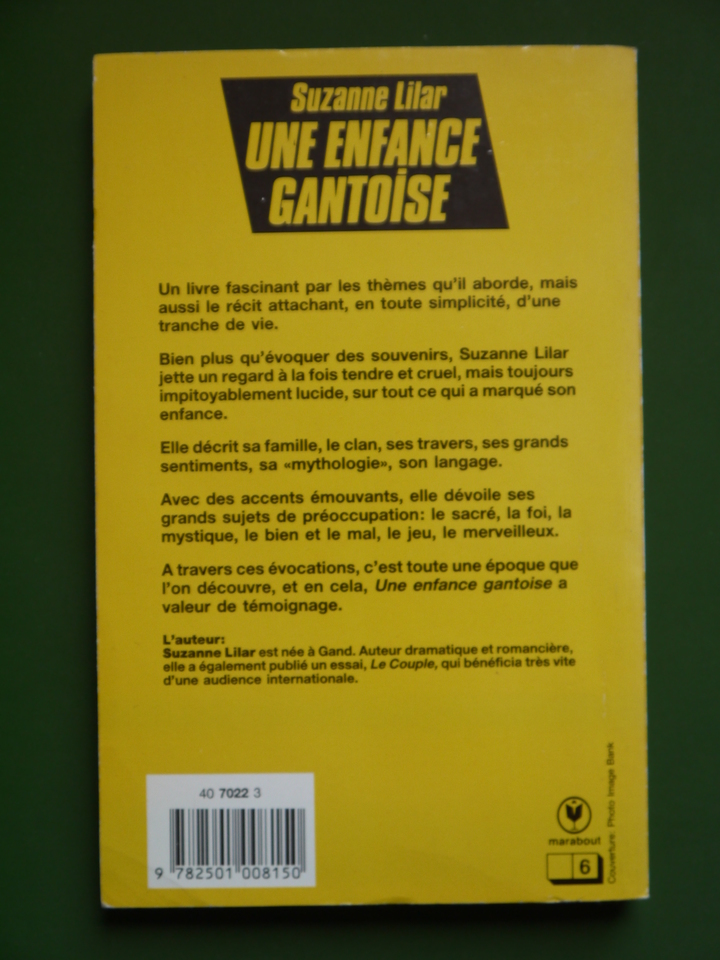 Suzanne Lilar
UNE ENFANCE
GANTOISE
Un livre fascinant par les thèmes qu'il aborde, mais
aussi le récit attachant, en toute simplicité, d'une
tranche de vie.
Bien plus qu'évoquer des souvenirs, Suzanne Lilar
jette un regard à la fois tendre et cruel, mais toujours
impitoyablement lucide, sur tout ce qui a marqué son
enfance.
Elle décrit sa famille, le clan, ses travers, ses grands
sentiments, sa «mythologie», son langage.
Avec des accents émouvants, elle dévoile ses
grands sujets de préoccupation: le sacré, la foi, la
mystique, le bien et le mal, le jeu, le merveilleux.
A travers ces évocations, c'est toute une époque que
l'on découvre, et en cela, Une enfance gantoise a
valeur de témoignage.
L'auteur:
Suzanne Lilar est née à Gand. Auteur dramatique et romancière,
elle a également publié un essai, Le Couple, qui bénéficia très vite
d'une audience internationale.
40 7022 3
9 782501 008150
marabout
6
Couverture: Photo Image Bank